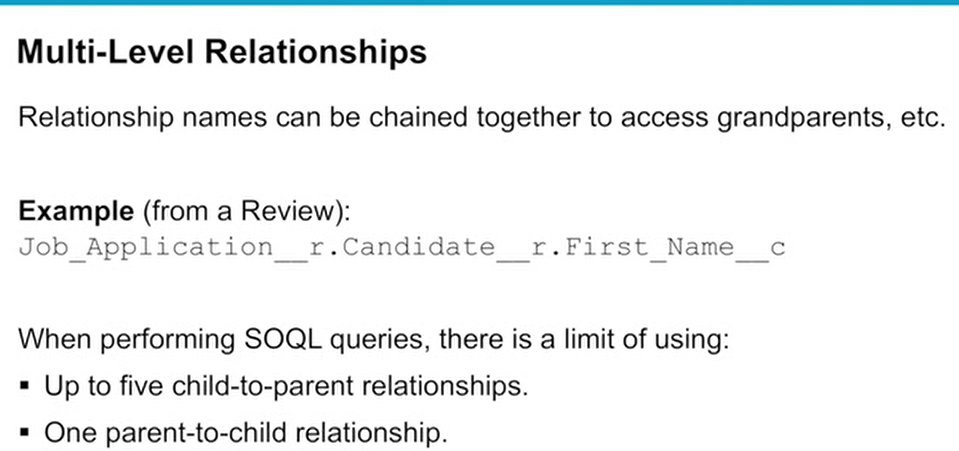 Multi-Level Relationships
Relationship names can be chained together to access grandparents, etc.
Example (from a Review):
Job_Application__r.Candidate__r.First_Name__c
When performing SOQL queries, there is a limit of using:
▪ Up to five child-to-parent relationships.
▪ One parent-to-child relationship.